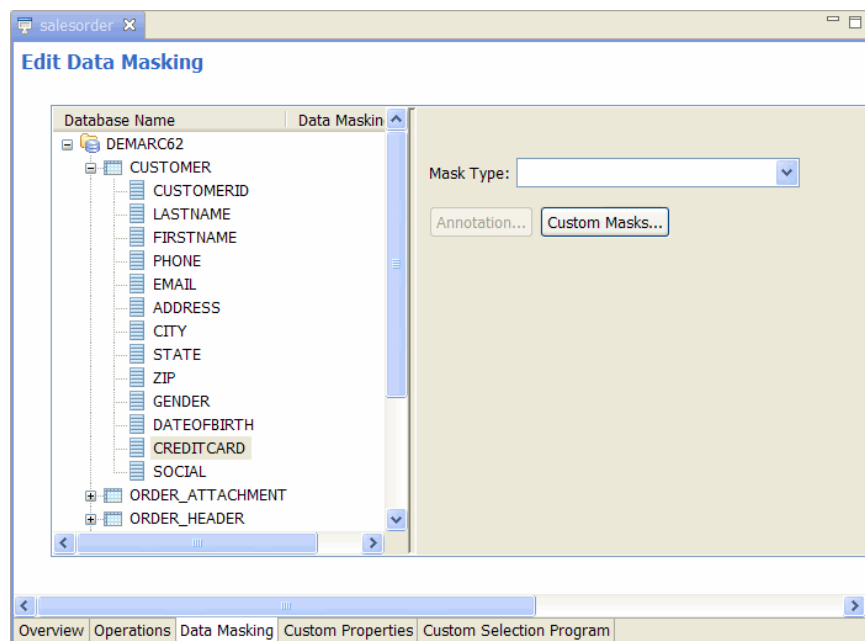 salesorder
Edit Data Masking
Database Name Data Maskin
DEMARC62
CUSTOMER
CUSTOMERID
LASTNAME
FIRSTNAME
PHONE
EMAIL
ADDRESS
CITY
STATE
ZIP
GENDER
DATEOFBIRTH
CREDITCARD
SOCIAL
ORDER_ATTACHMENT
ORDER_HEADER
Mask Type:
Annotation... Custom Masks...
Overview Operations Data Masking Custom Properties Custom Selection Program